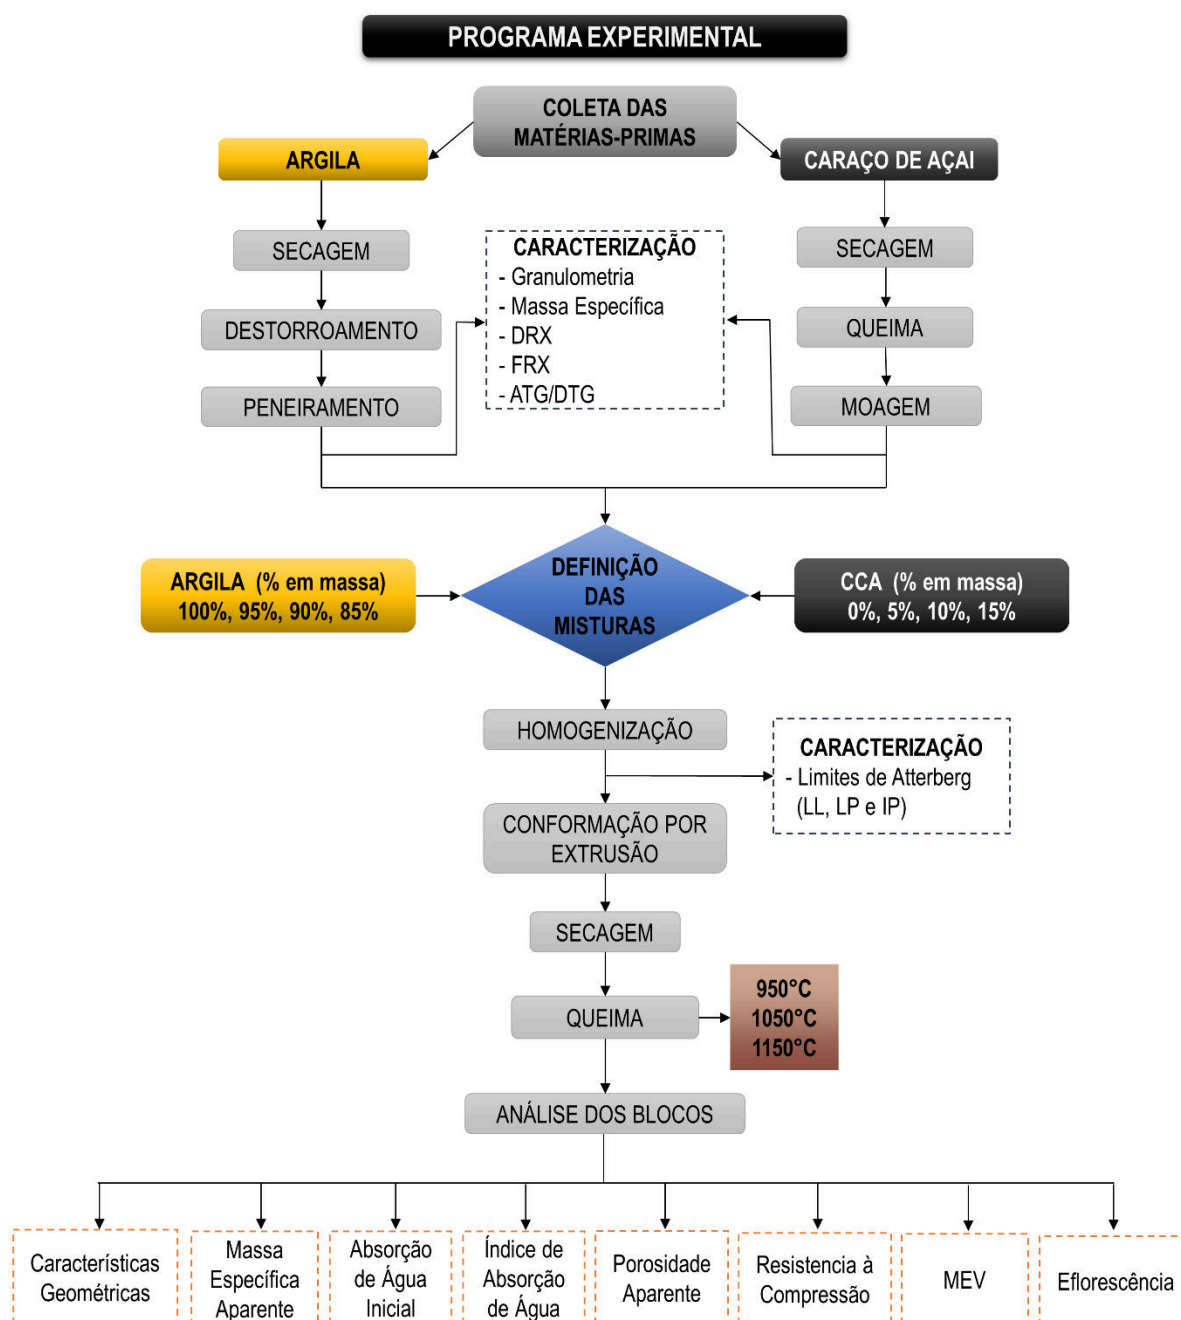 PROGRAMA EXPERIMENTAL
COLETA DAS
MATÉRIAS-PRIMAS
ARGILA
CARAÇO DE AÇAI
SECAGEM
DESTORROAMENTO
PENEIRAMENTO
CARACTERIZAÇÃO
- Granulometria
- Massa Específica
- DRX
- FRX
- ATG/DTG
SECAGEM
QUEIMA
MOAGEM
ARGILA (% em massa)
100%, 95%, 90%, 85%
DEFINIÇÃO
DAS
MISTURAS
CCA (% em massa)
0%, 5%, 10%, 15%
HOMOGENIZAÇÃO
CARACTERIZAÇÃO
- Limites de Atterberg
(LL, LP e IP)
CONFORMAÇÃO POR
EXTRUSÃO
SECAGEM
QUEIMA
950°C
1050°C
1150°C
ANÁLISE DOS BLOCOS
Características
Geométricas
Massa
Específica
Aparente
Absorção
de Água
Inicial
Índice de
Absorção
de Água
Porosidade
Aparente
Resistencia à
Compressão
MEV
Eflorescência